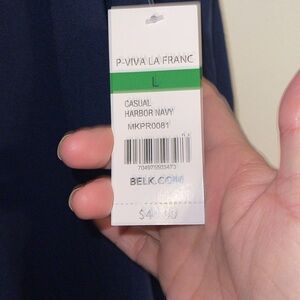 P-VIVA LA FRANC
L
CASUAL
HARBOR NAVY
MKPR0081
BELK.COM